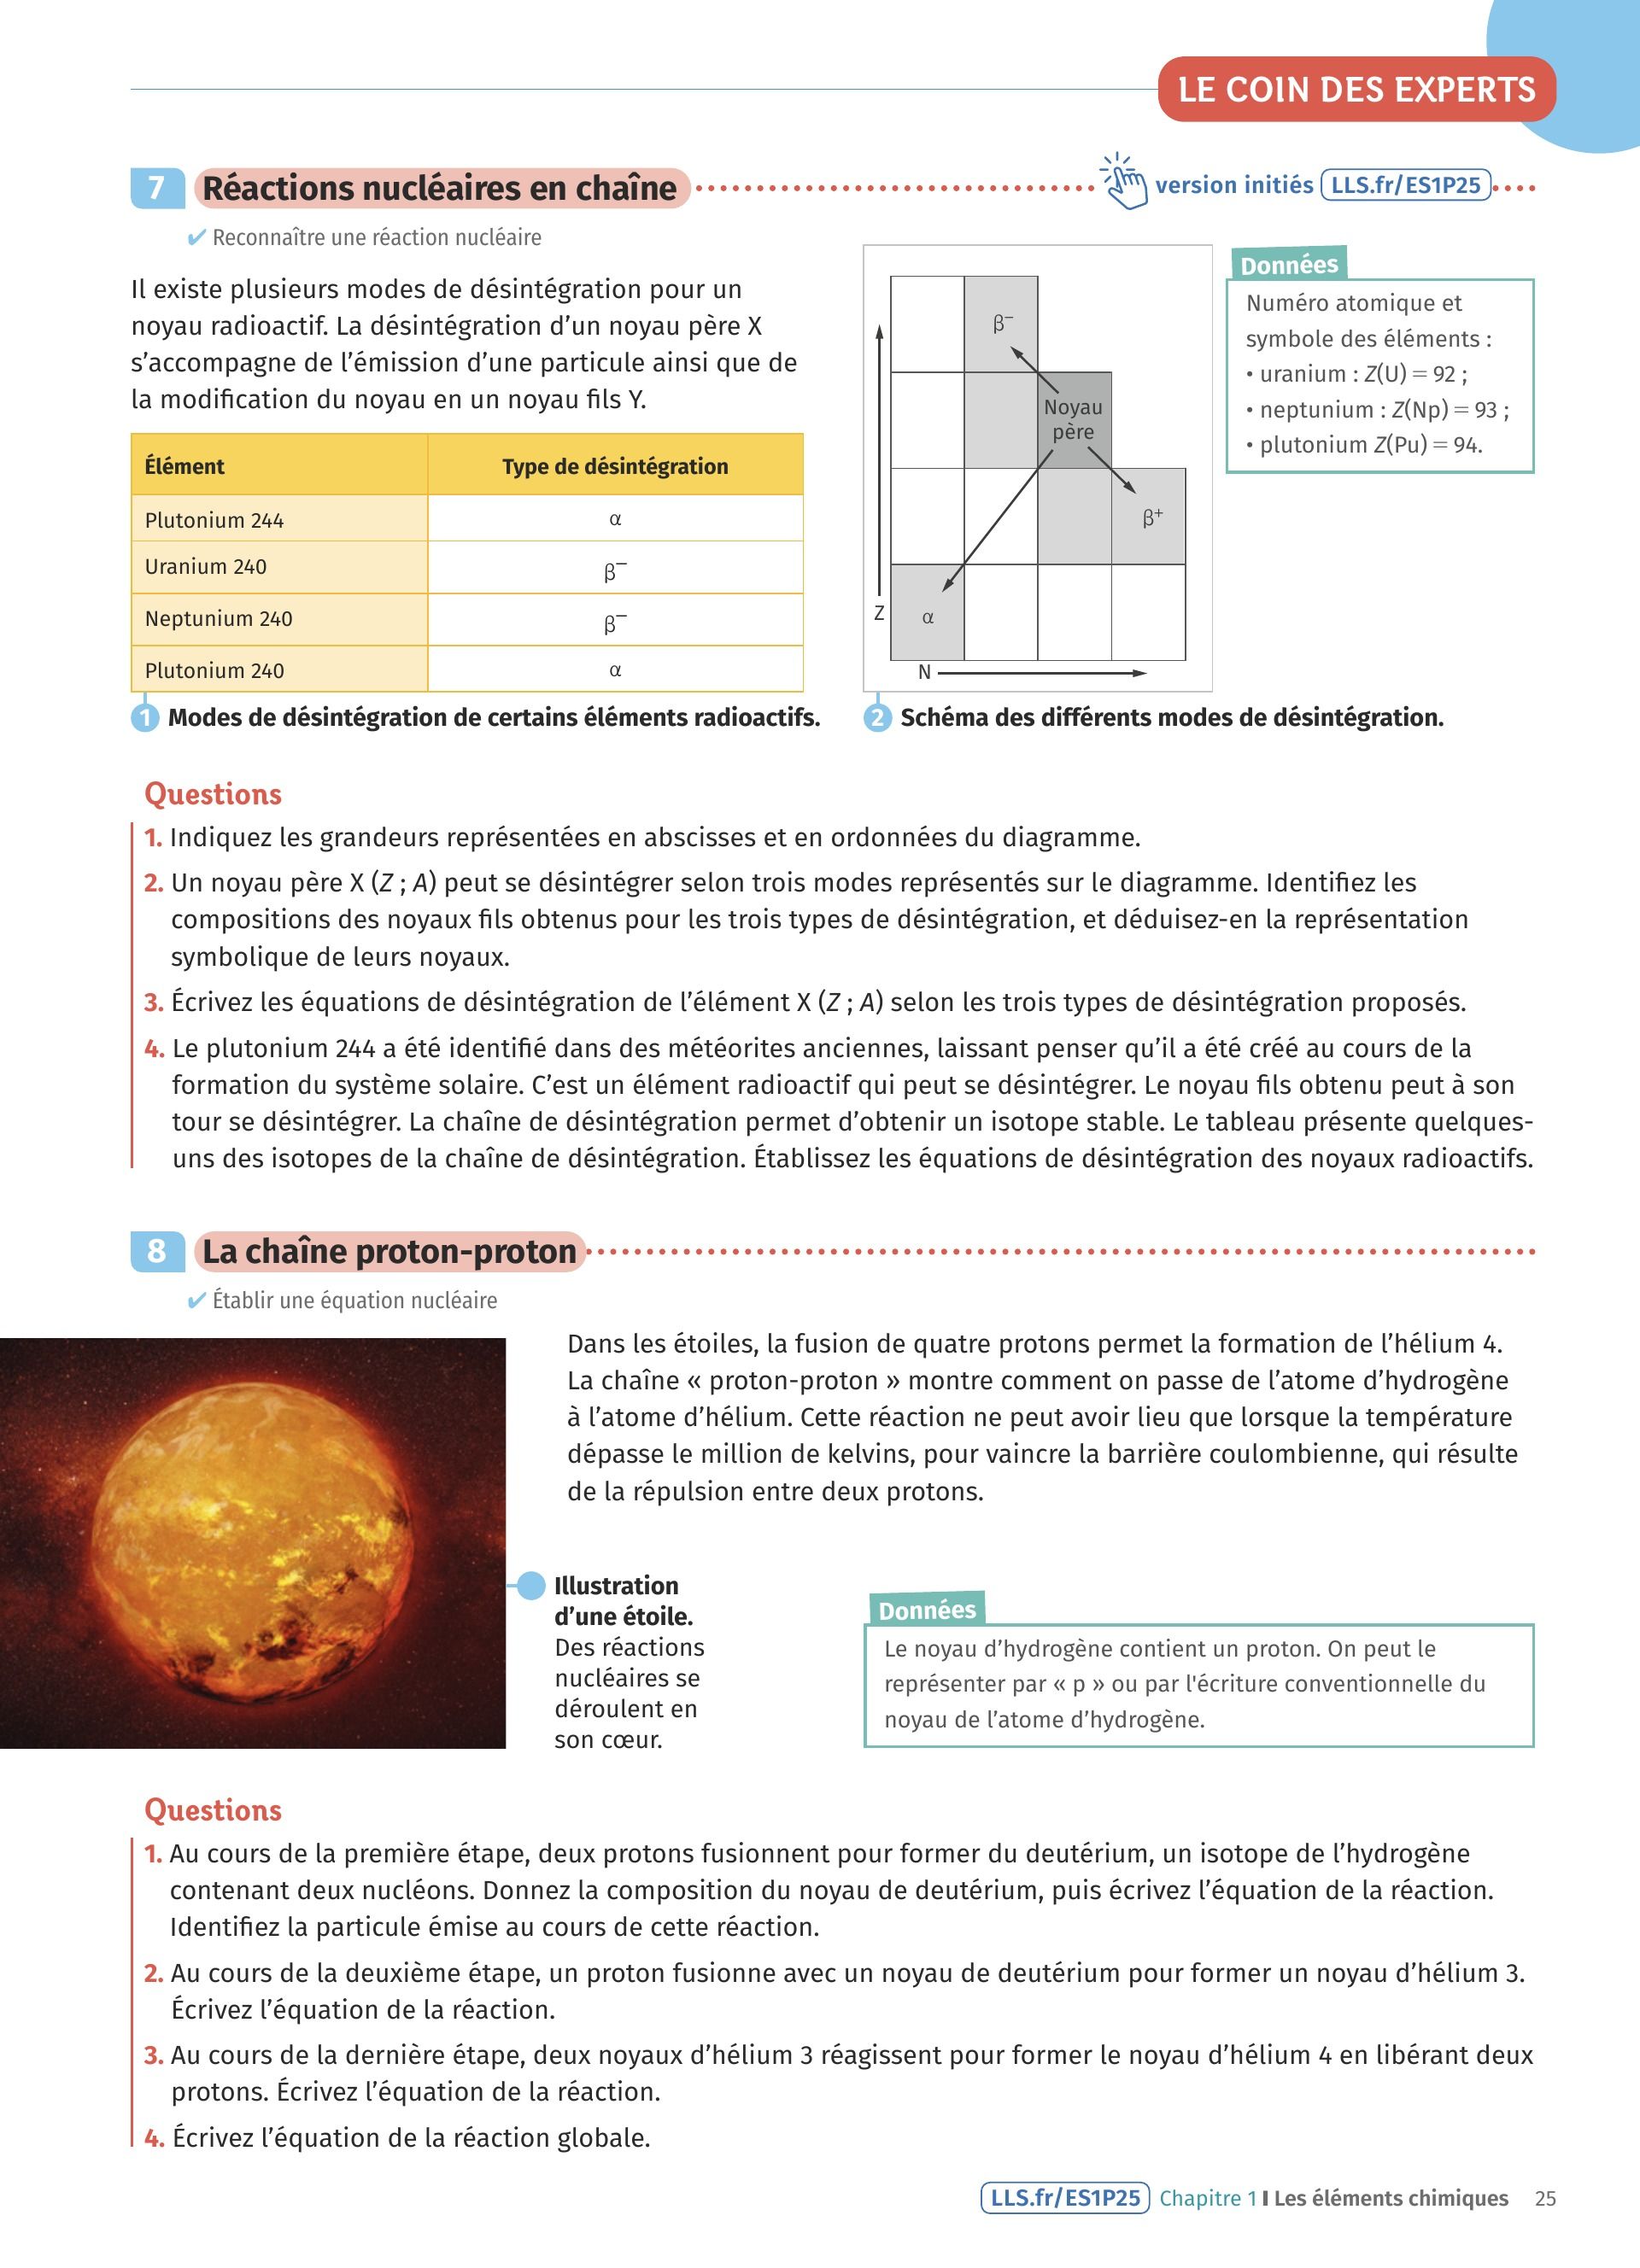 LE COIN DES EXPERTS
7 Réactions nucléaires en chaîne
version initiés LLS.fr/ES1P25
✔ Reconnaître une réaction nucléaire
Il existe plusieurs modes de désintégration pour un
noyau radioactif. La désintégration d’un noyau père X
s’accompagne de l’émission d’une particule ainsi que de
la modification du noyau en un noyau fils Y.
Élément Type de désintégration
Plutonium 244 α
Uranium 240 β⁻
Neptunium 240 β⁻
Plutonium 240 α
1 Modes de désintégration de certains éléments radioactifs.
β⁻
Noyau
père
β⁺
Z
α
N
2 Schéma des différents modes de désintégration.
Données
Numéro atomique et
symbole des éléments :
• uranium : Z(U) = 92 ;
• neptunium : Z(Np) = 93 ;
• plutonium Z(Pu) = 94.
Questions
1. Indiquez les grandeurs représentées en abscisses et en ordonnées du diagramme.
2. Un noyau père X (Z ; A) peut se désintégrer selon trois modes représentés sur le diagramme. Identifiez les
compositions des noyaux fils obtenus pour les trois types de désintégration, et déduisez-en la représentation
symbolique de leurs noyaux.
3. Écrivez les équations de désintégration de l’élément X (Z ; A) selon les trois types de désintégration proposés.
4. Le plutonium 244 a été identifié dans des météorites anciennes, laissant penser qu’il a été créé au cours de la
formation du système solaire. C’est un élément radioactif qui peut se désintégrer. Le noyau fils obtenu peut à son
tour se désintégrer. La chaîne de désintégration permet d’obtenir un isotope stable. Le tableau présente quelques-
uns des isotopes de la chaîne de désintégration. Établissez les équations de désintégration des noyaux radioactifs.
8 La chaîne proton-proton
✔ Établir une équation nucléaire
Dans les étoiles, la fusion de quatre protons permet la formation de l’hélium 4.
La chaîne « proton-proton » montre comment on passe de l’atome d’hydrogène
à l’atome d’hélium. Cette réaction ne peut avoir lieu que lorsque la température
dépasse le million de kelvins, pour vaincre la barrière coulombienne, qui résulte
de la répulsion entre deux protons.
Illustration
d’une étoile.
Des réactions
nucléaires se
déroulent en
son cœur.
Données
Le noyau d’hydrogène contient un proton. On peut le
représenter par « p » ou par l'écriture conventionnelle du
noyau de l’atome d’hydrogène.
Questions
1. Au cours de la première étape, deux protons fusionnent pour former du deutérium, un isotope de l’hydrogène
contenant deux nucléons. Donnez la composition du noyau de deutérium, puis écrivez l’équation de la réaction.
Identifiez la particule émise au cours de cette réaction.
2. Au cours de la deuxième étape, un proton fusionne avec un noyau de deutérium pour former un noyau d’hélium 3.
Écrivez l’équation de la réaction.
3. Au cours de la dernière étape, deux noyaux d’hélium 3 réagissent pour former le noyau d’hélium 4 en libérant deux
protons. Écrivez l’équation de la réaction.
4. Écrivez l’équation de la réaction globale.
LLS.fr/ES1P25 Chapitre 1 I Les éléments chimiques 25